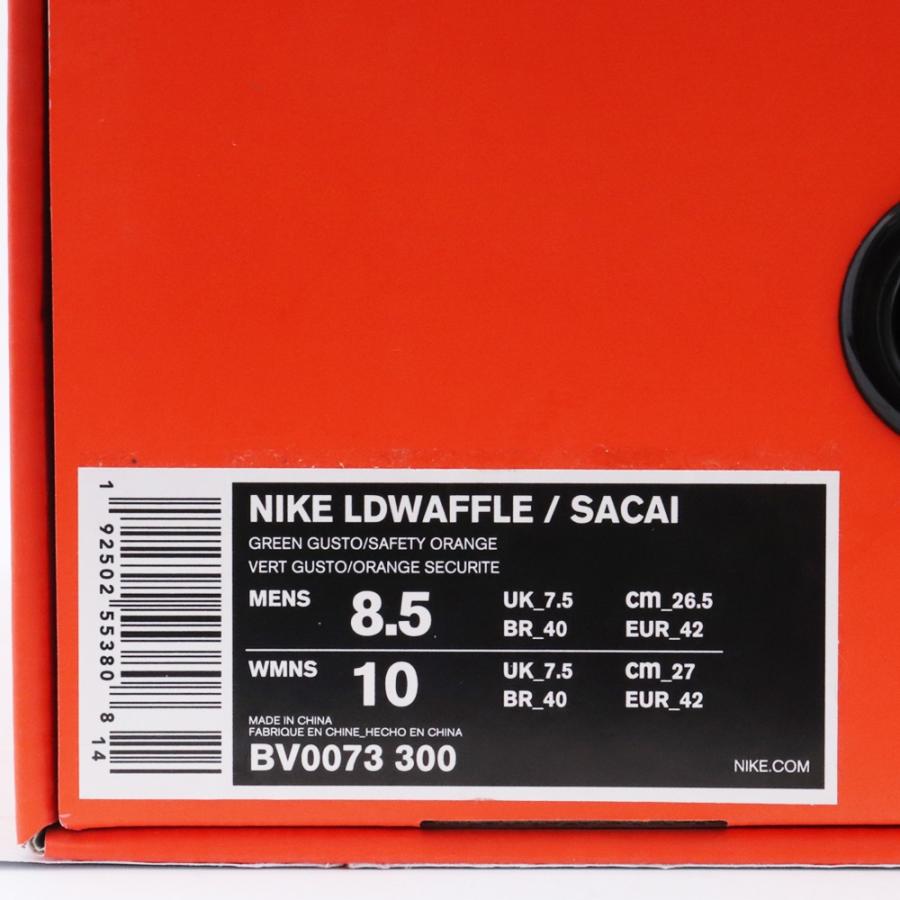 NIKE LDWAFFLE / SACAI
GREEN GUSTO/SAFETY ORANGE
VERT GUSTO/ORANGE SECURITE
MENS 8.5 UK_7.5 cm_26.5
BR_40 EUR_42
WMNS 10 UK_7.5 cm_27
BR_40 EUR_42
MADE IN CHINA
FABRIQUE EN CHINE_HECHO EN CHINA
BV0073 300
NIKE.COM
1 92502 55380 8 14